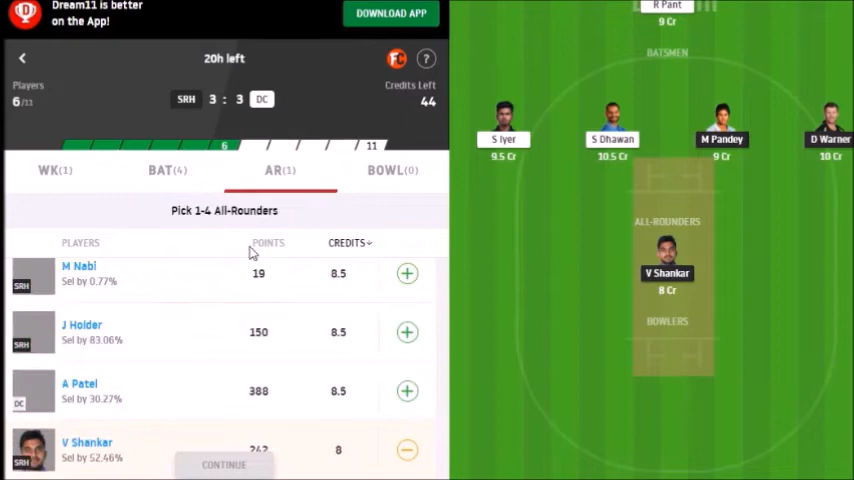 Dream11 is better
on the App!
DOWNLOAD APP
20h left
FC
?
Players
6/11
SRH 3 : 3 DC
Credits Left
44
6
11
WK(1) BAT(4) AR(1) BOWL(0)
Pick 1-4 All-Rounders
PLAYERS POINTS CREDITS
M Nabi
Sel by 0.77%
SRH
19 8.5
J Holder
Sel by 83.06%
SRH
150 8.5
A Patel
Sel by 30.27%
DC
388 8.5
V Shankar
Sel by 52.46%
SRH
242 8
CONTINUE
R Pant
9 Cr
BATSMEN
S Iyer S Dhawan M Pandey D Warner
9.5 Cr 10.5 Cr 9 Cr 10 Cr
ALL-ROUNDERS
V Shankar
8 Cr
BOWLERS